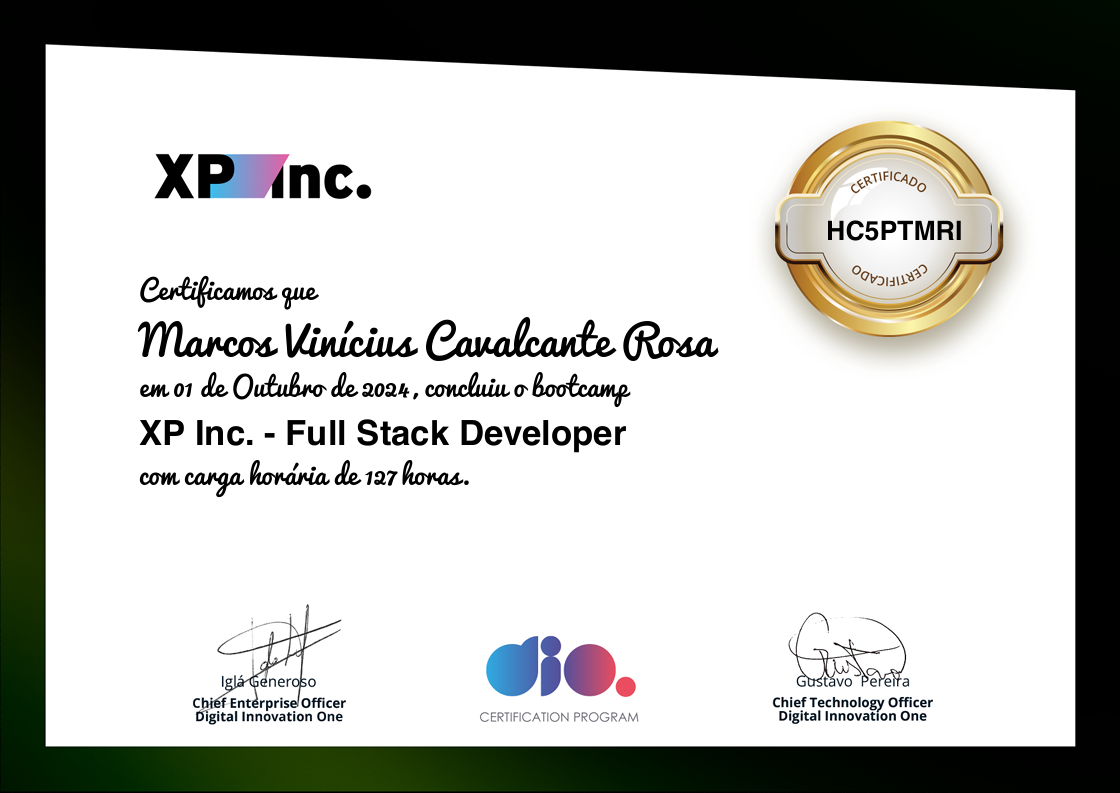 XP Inc.
CERTIFICADO
HC5PTMRI
CERTIFICADO
Certificamos que
Marcos Vinícius Cavalcante Rosa
em 01 de Outubro de 2024, concluiu o bootcamp
XP Inc. - Full Stack Developer
com carga horária de 127 horas.
Iglá Generoso
Chief Enterprise Officer
Digital Innovation One
dio.
CERTIFICATION PROGRAM
Gustavo
Gustavo Pereira
Chief Technology Officer
Digital Innovation One